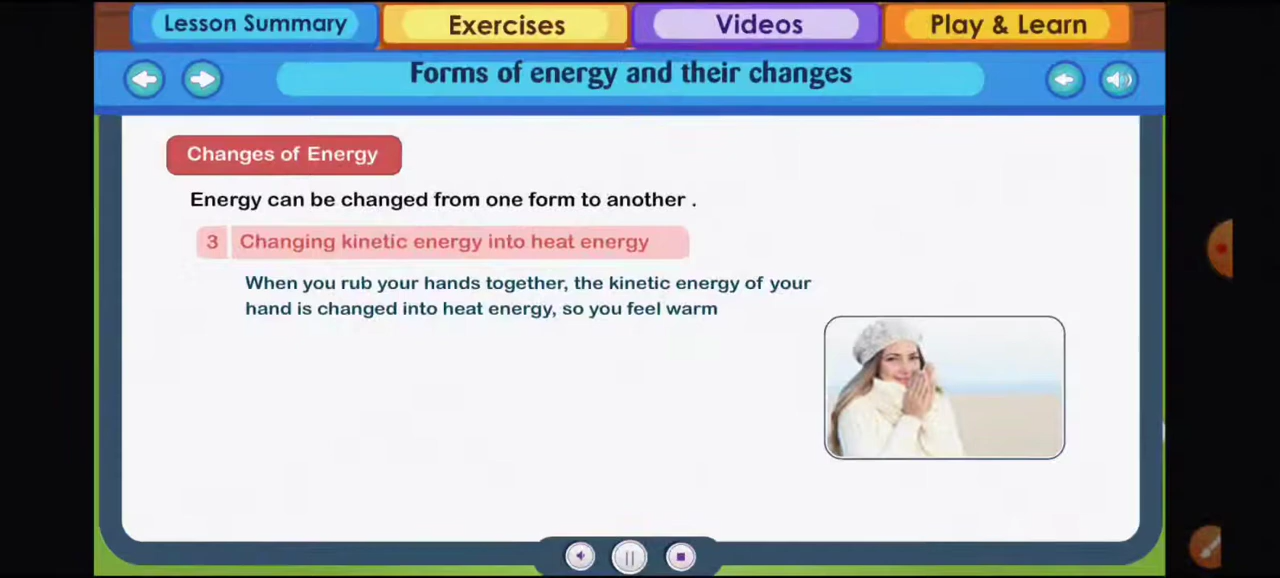 Lesson Summary
Exercises
Videos
Play & Learn
Forms of energy and their changes
Changes of Energy
Energy can be changed from one form to another .
3 Changing kinetic energy into heat energy
When you rub your hands together, the kinetic energy of your
hand is changed into heat energy, so you feel warm